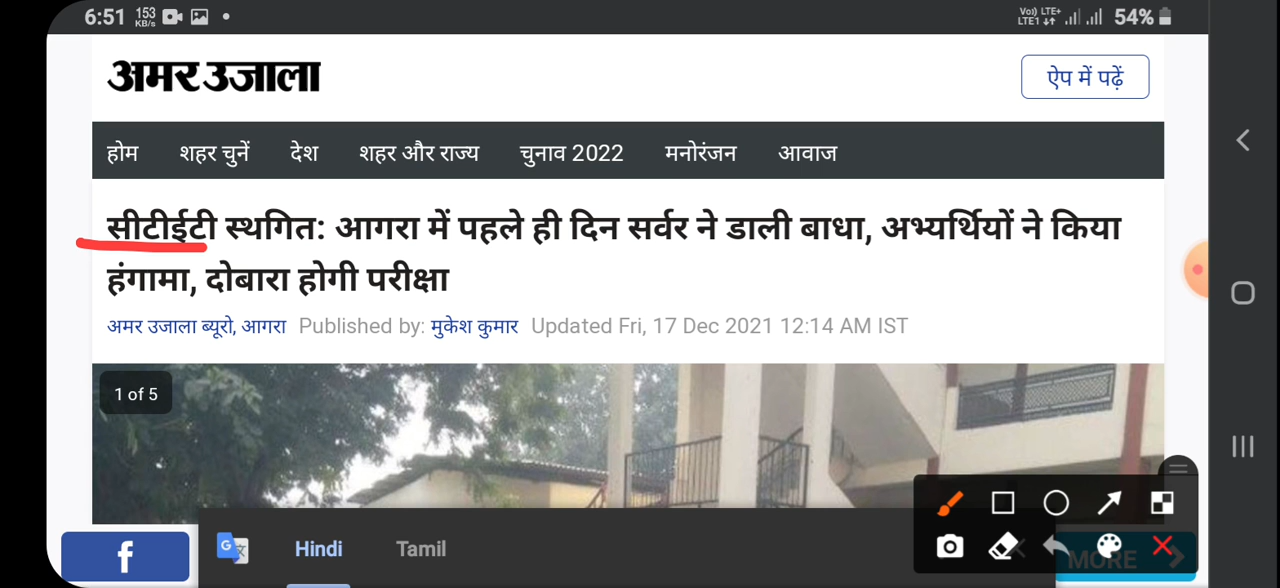 6:51 153 KB/s Vo) LTE+ LTE1 54%
अमर उजाला
ऐप में पढ़ें
होम शहर चुनें देश शहर और राज्य चुनाव 2022 मनोरंजन आवाज
सीटीईटी स्थगित: आगरा में पहले ही दिन सर्वर ने डाली बाधा, अभ्यर्थियों ने किया
हंगामा, दोबारा होगी परीक्षा
अमर उजाला ब्यूरो, आगरा Published by: मुकेश कुमार Updated Fri, 17 Dec 2021 12:14 AM IST
1 of 5
f G Hindi Tamil MORE